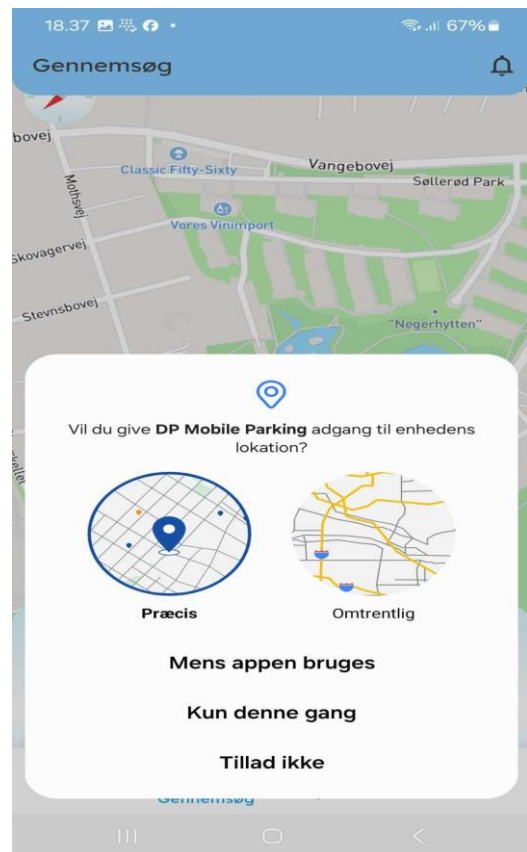 18.37 67%
Gennemsøg
bovej
Classic Fifty-Sixty
Vangebovej
Søllerød Park
Mothsvej
Vores Vinimport
Skovagervej
Stevnsbovej
"Negerhytten"
Vil du give DP Mobile Parking adgang til enhedens
lokation?
Præcis
Omtrentlig
Mens appen bruges
Kun denne gang
Tillad ikke
Gennemsøg